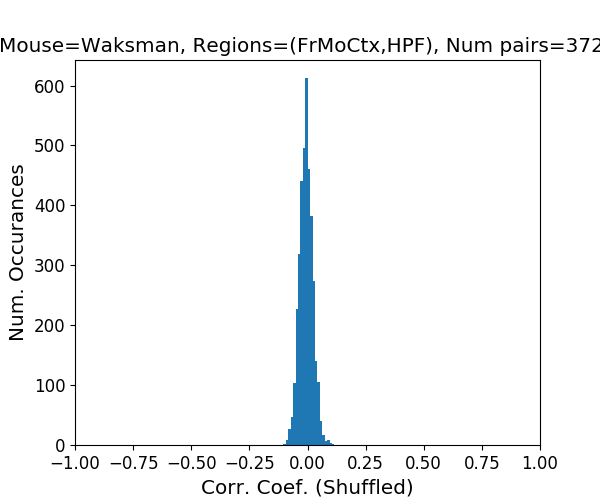 Mouse=Waksman, Regions=(FrMoCtx,HPF), Num pairs=372
Num. Occurances
600
500
400
300
200
100
0
−1.00 −0.75 −0.50 −0.25 0.00 0.25 0.50 0.75 1.00
Corr. Coef. (Shuffled)